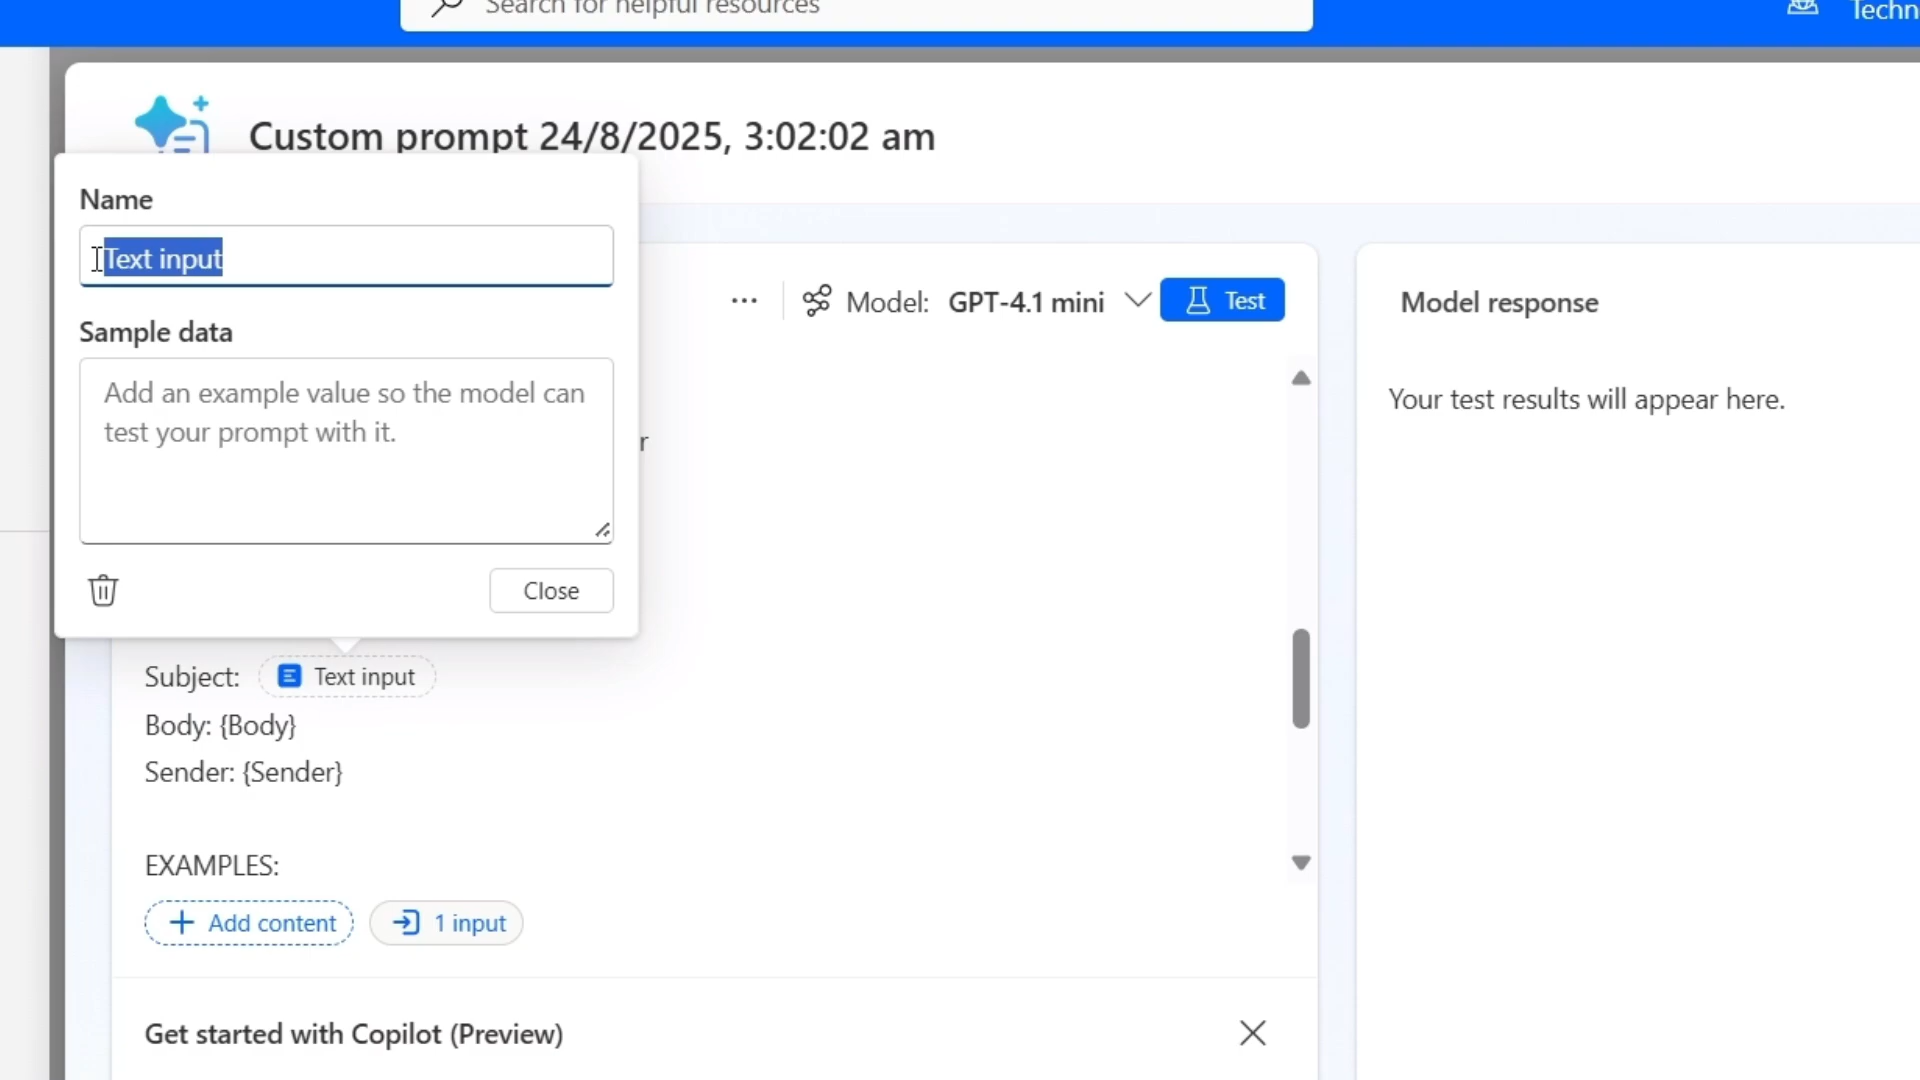 Search for helpful resources
Custom prompt 24/8/2025, 3:02:02 am
Name
Text input
Sample data
Add an example value so the model can
test your prompt with it.
Close
Model: GPT-4.1 mini
Test
Subject: Text input
Body: {Body}
Sender: {Sender}
EXAMPLES:
Add content
1 input
Get started with Copilot (Preview)
Model response
Your test results will appear here.